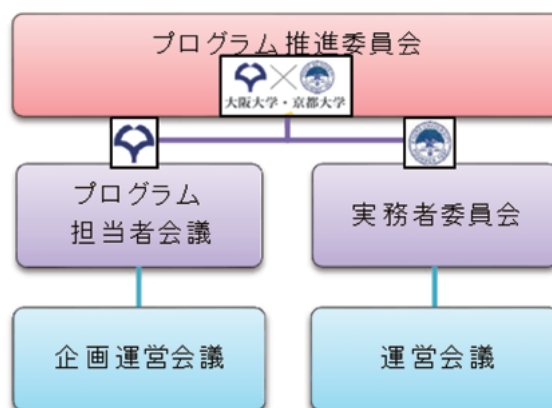 プログラム推進委員会
大阪大学・京都大学
プログラム
担当者会議
実務者委員会
企画運営会議
運営会議